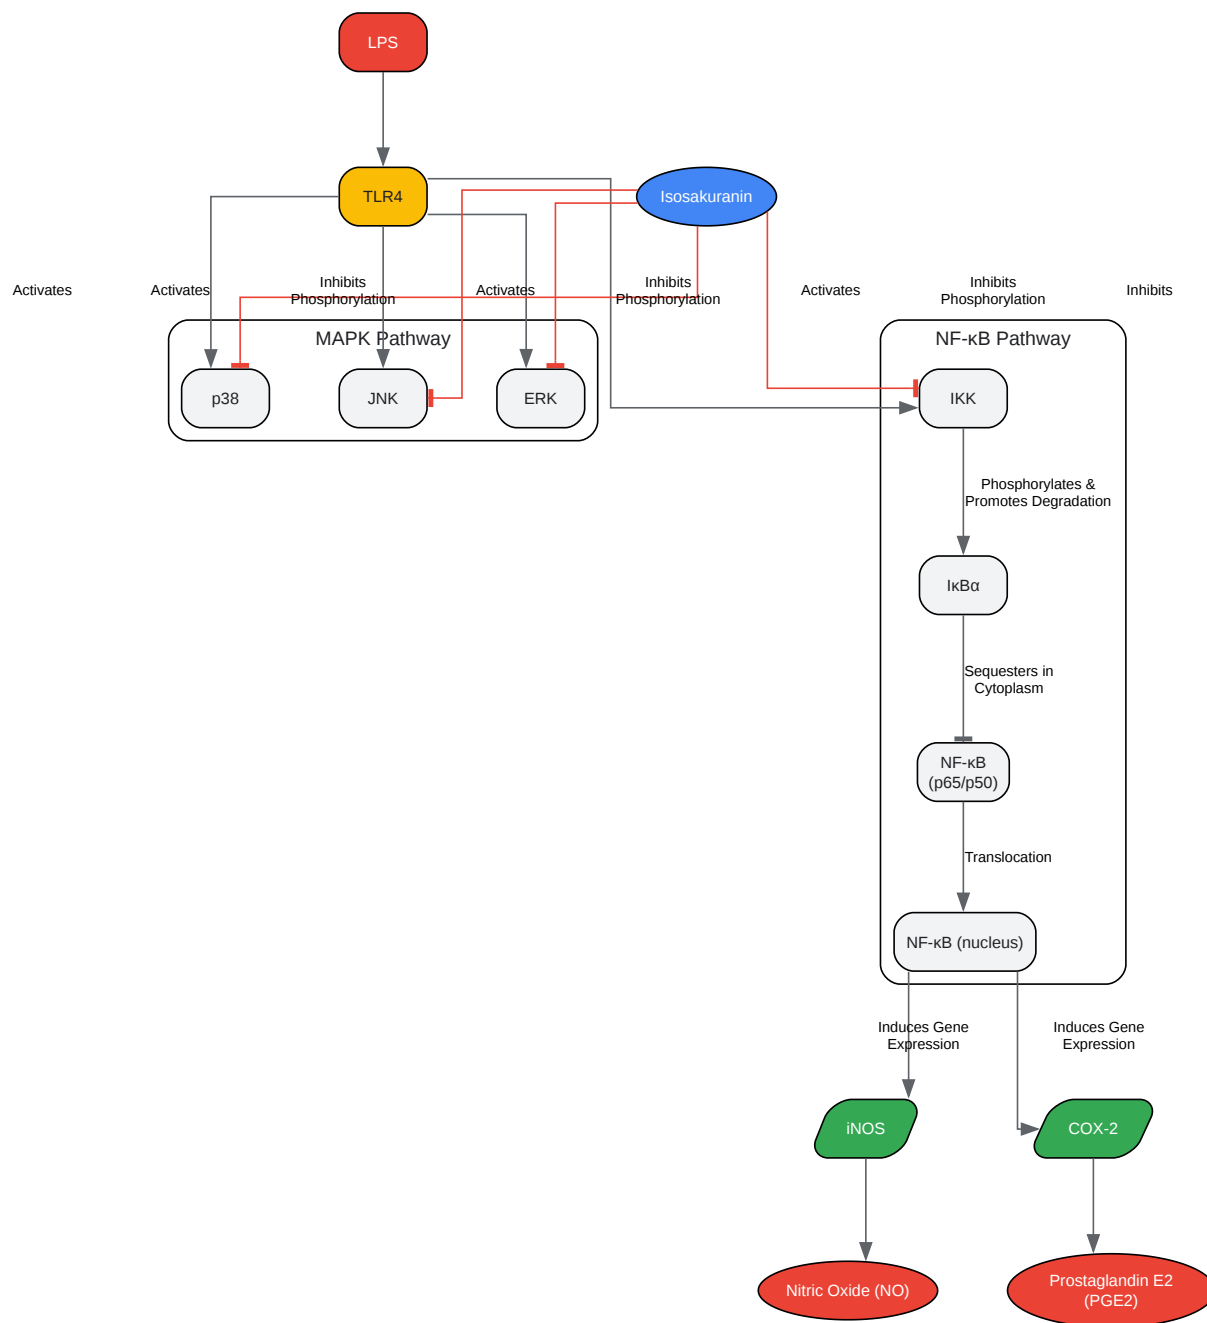 LPS
TLR4
Isosakuranin
Activates
Activates
Inhibits
Phosphorylation
Activates
Inhibits
Phosphorylation
Activates
Inhibits
Phosphorylation
Inhibits
MAPK Pathway
NF-κB Pathway
p38
JNK
ERK
IKK
Phosphorylates &
Promotes Degradation
IκBα
Sequesters in
Cytoplasm
NF-κB
(p65/p50)
Translocation
NF-κB (nucleus)
Induces Gene
Expression
Induces Gene
Expression
iNOS
COX-2
Nitric Oxide (NO)
Prostaglandin E2
(PGE2)